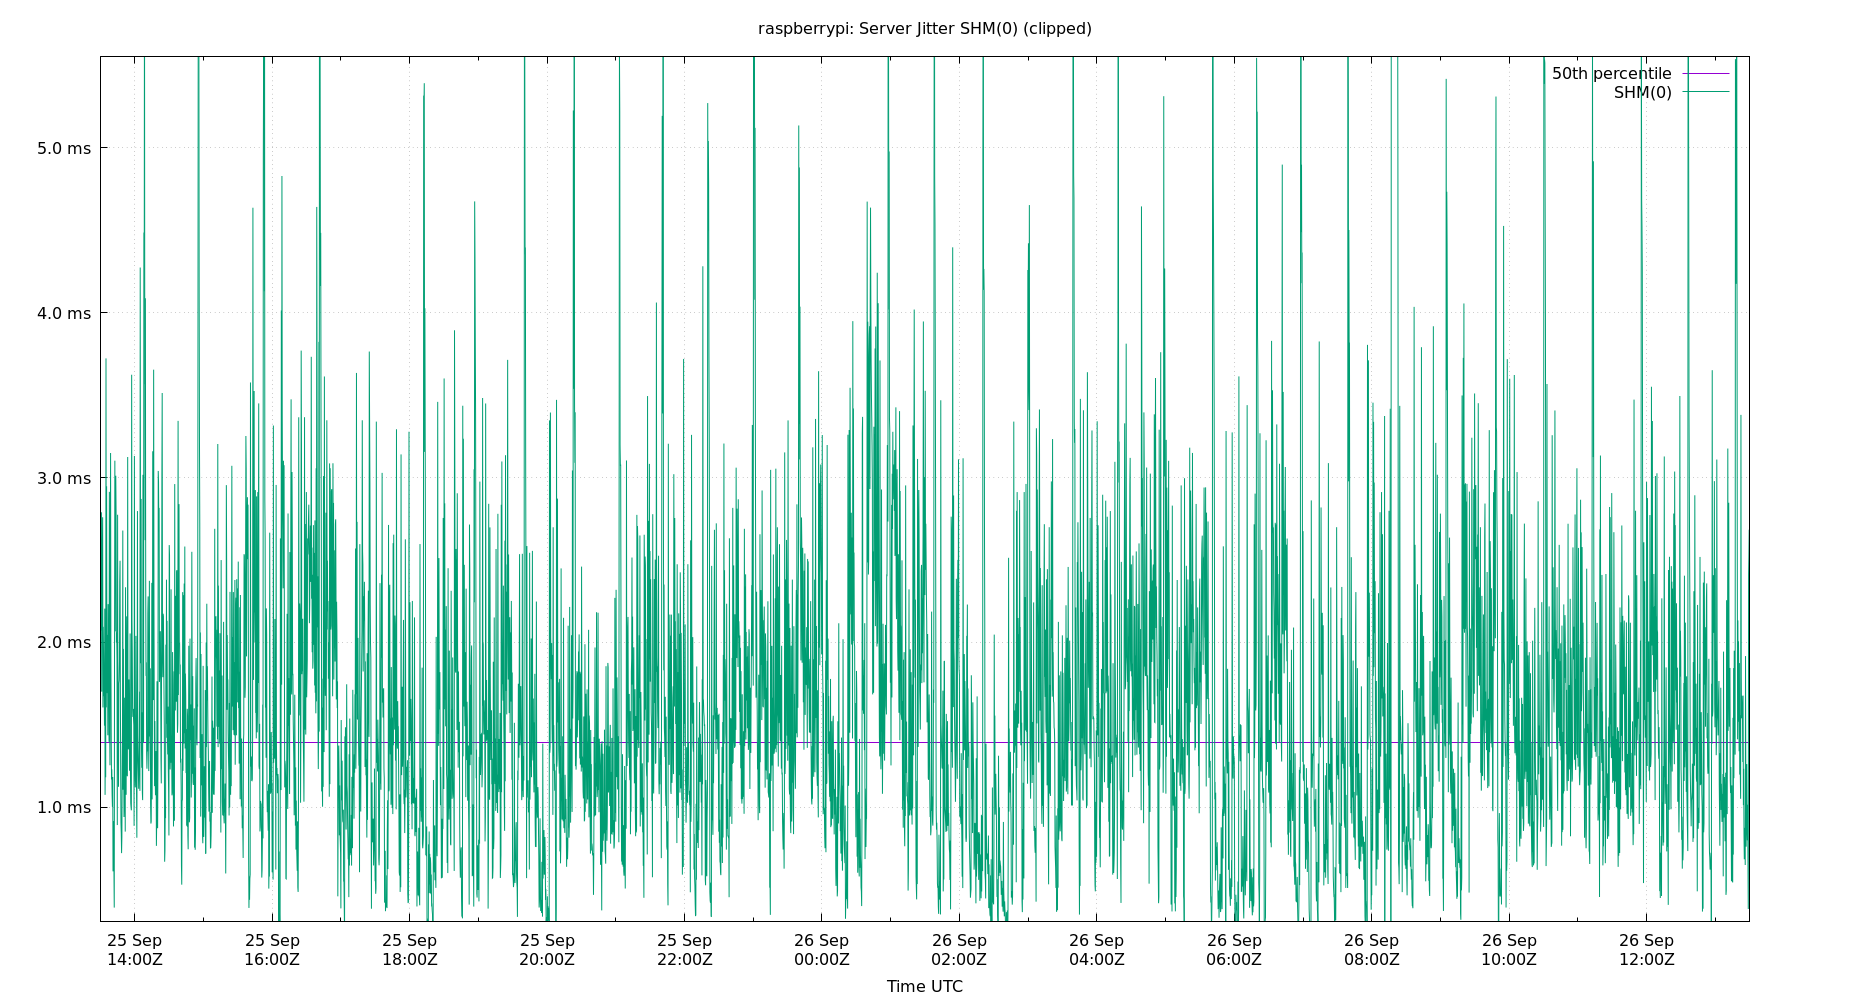 raspberrypi: Server Jitter SHM(0) (clipped)
50th percentile
SHM(0)
5.0 ms
4.0 ms
3.0 ms
2.0 ms
1.0 ms
25 Sep 25 Sep 25 Sep 25 Sep 25 Sep 26 Sep 26 Sep 26 Sep 26 Sep 26 Sep 26 Sep 26 Sep
14:00Z 16:00Z 18:00Z 20:00Z 22:00Z 00:00Z 02:00Z 04:00Z 06:00Z 08:00Z 10:00Z 12:00Z
Time UTC